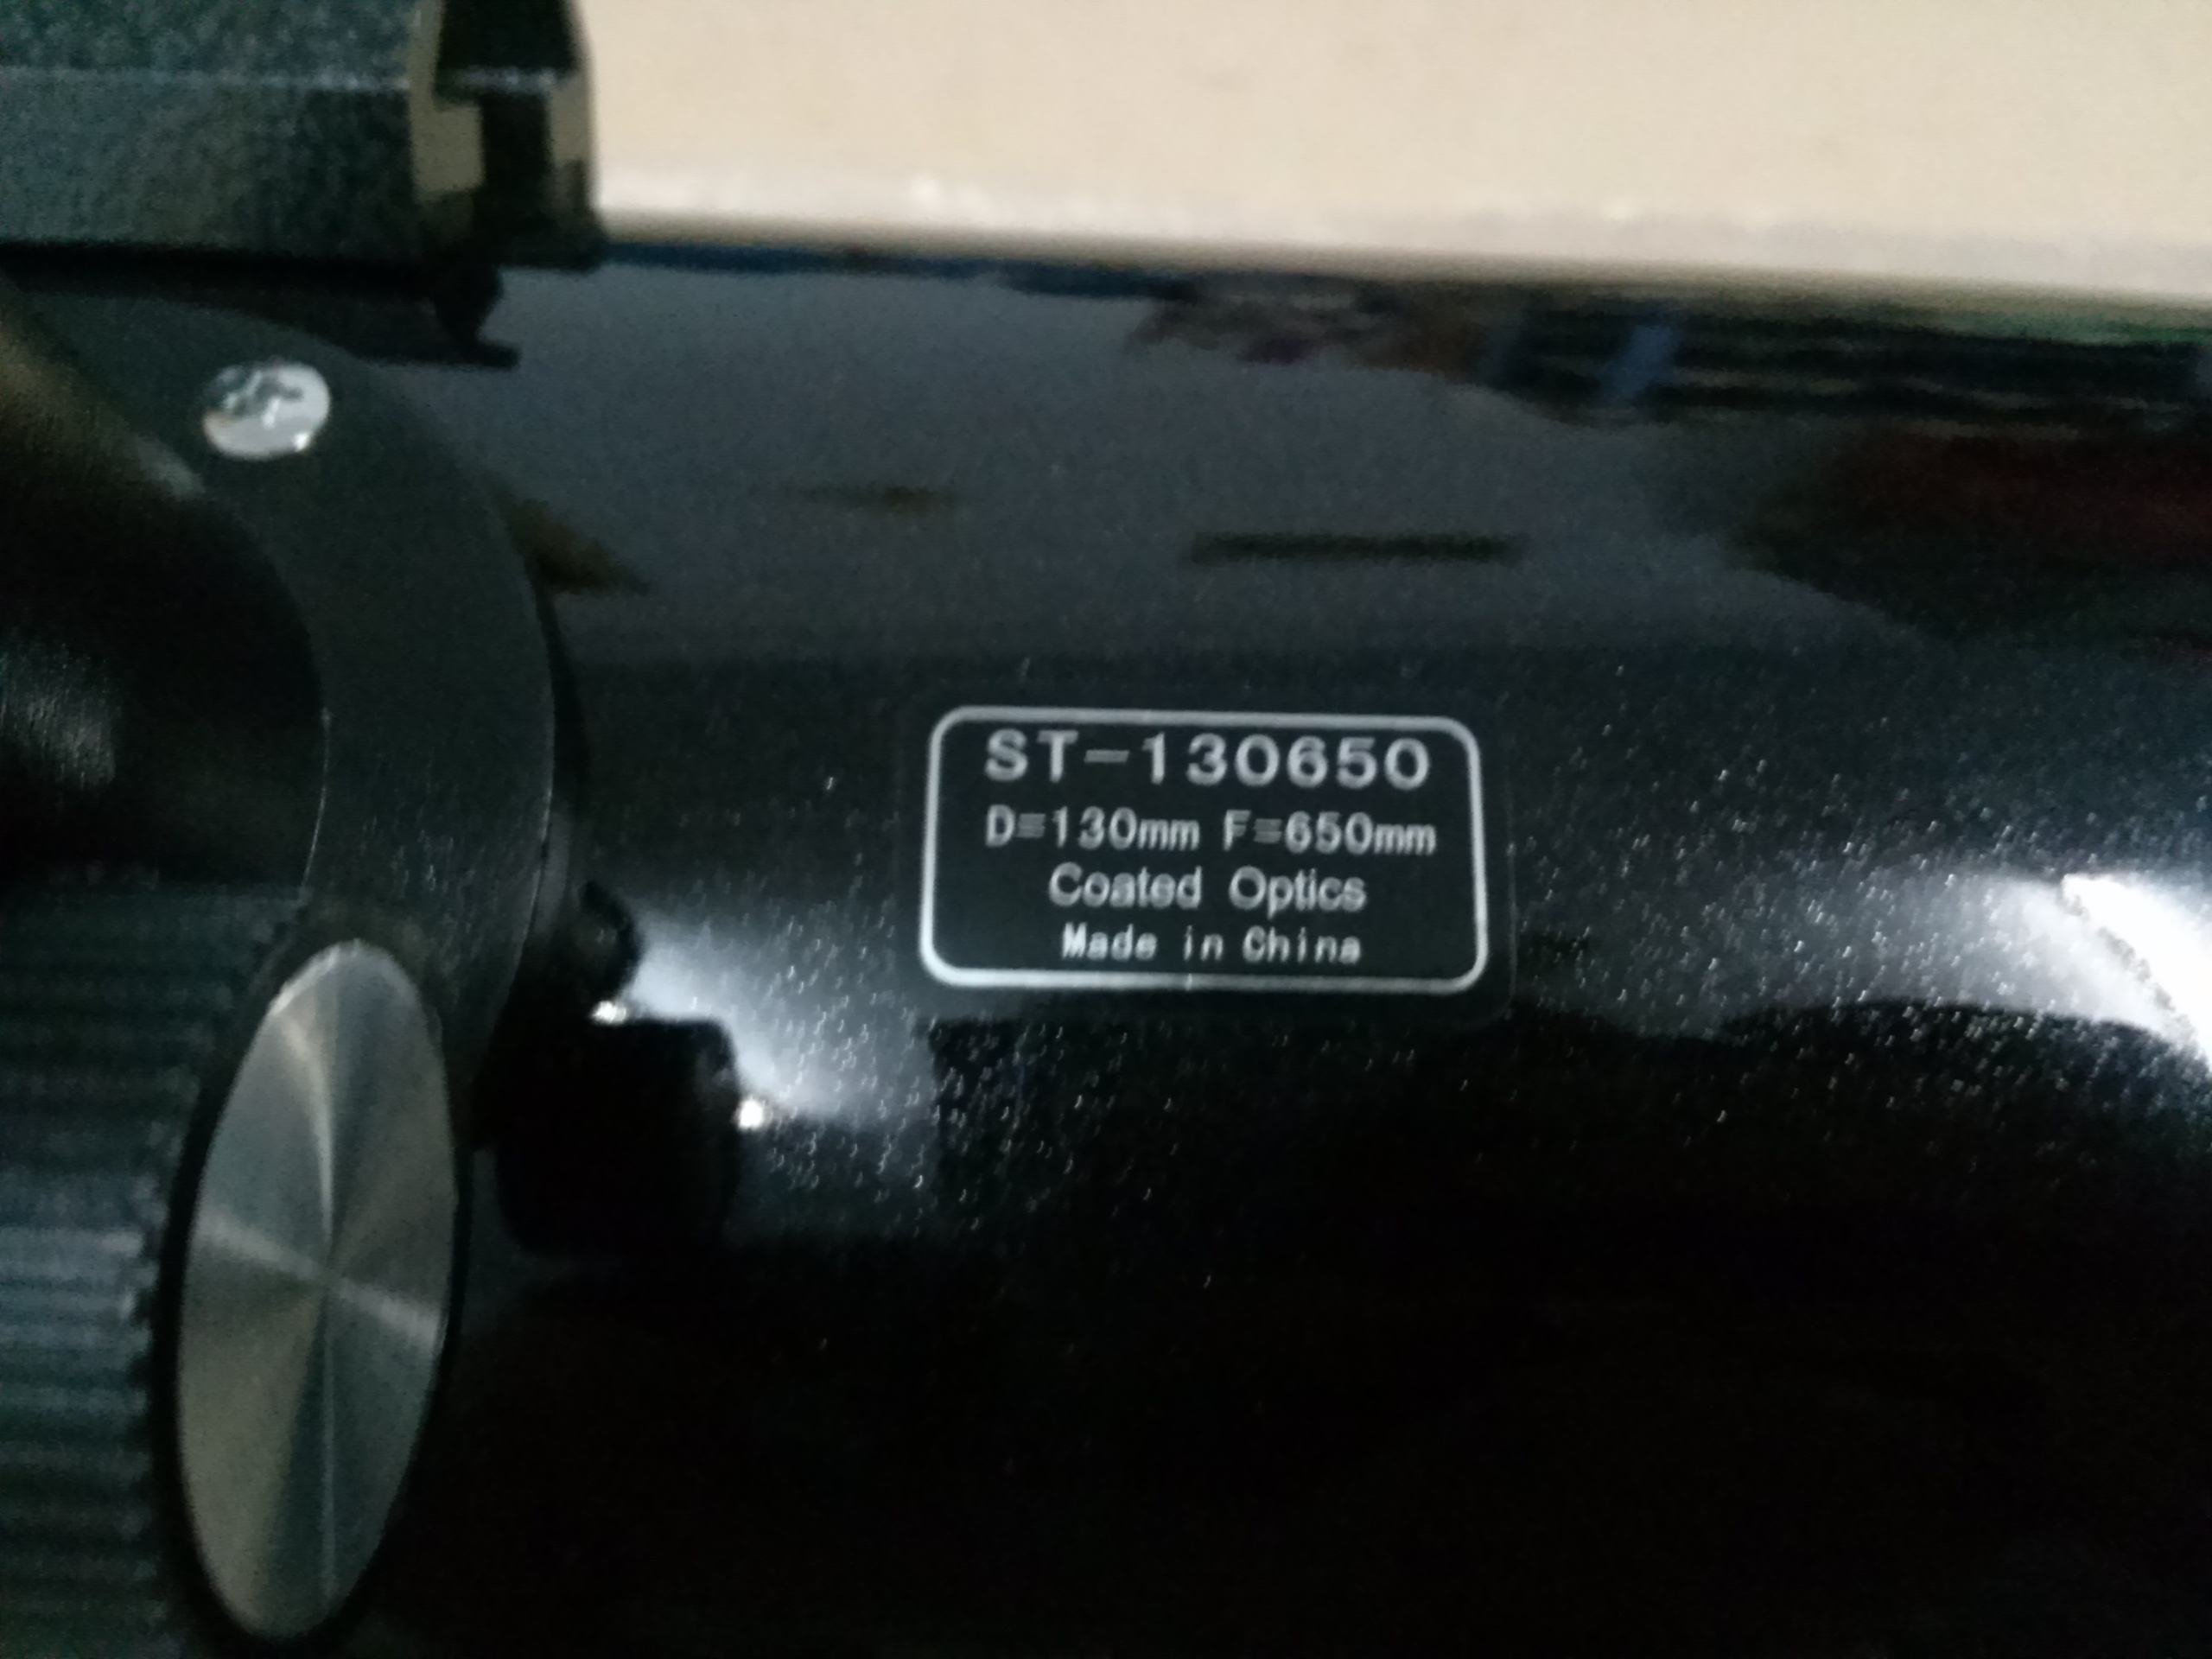 ST-130650
D=130mm F=650mm
Coated Optics
Made in China